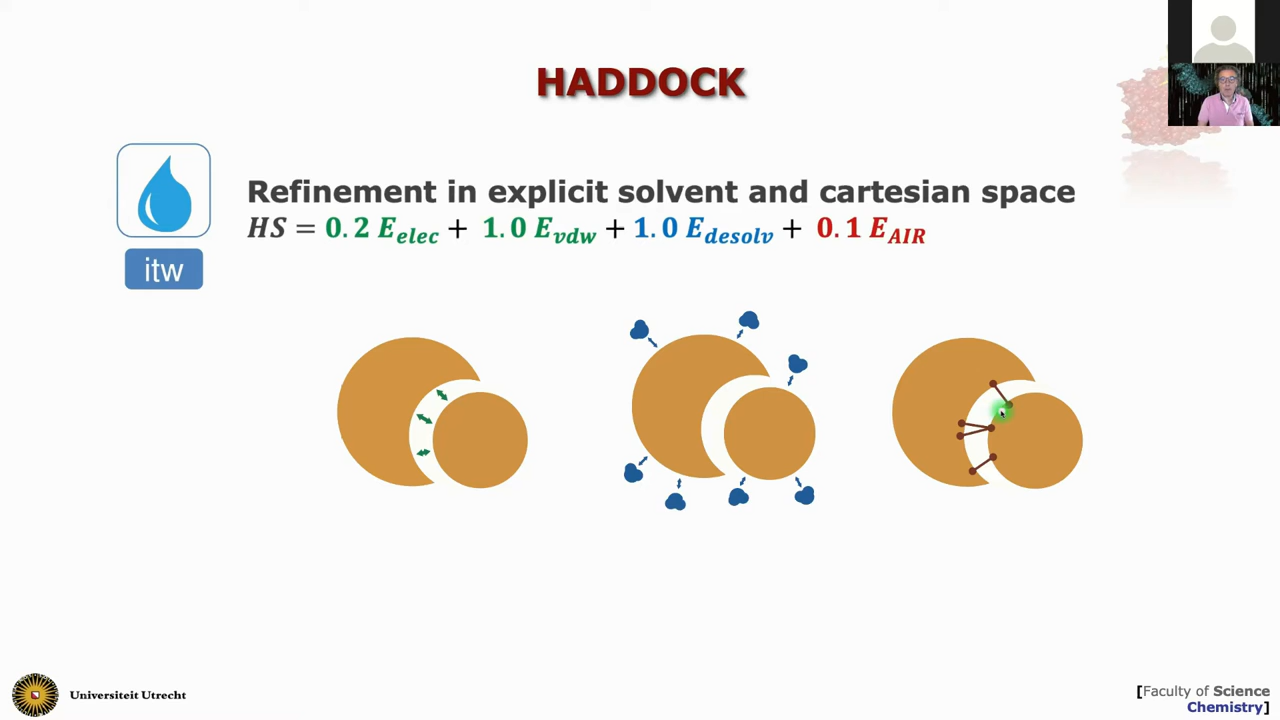 HADDOCK
Refinement in explicit solvent and cartesian space
HS = 0.2 E_elec + 1.0 E_vdw + 1.0 E_desolv + 0.1 E_AIR
itw
Universiteit Utrecht
[Faculty of Science
Chemistry]